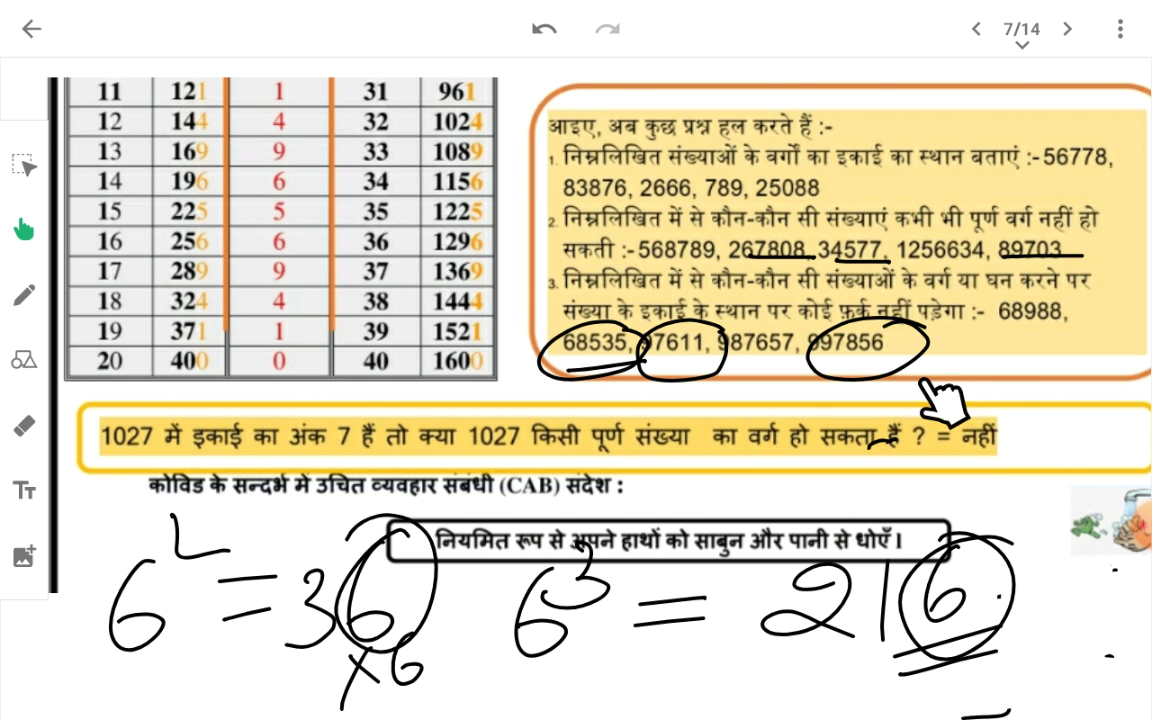 7/14
11 121 1 31 961
12 144 4 32 1024
13 169 9 33 1089
14 196 6 34 1156
15 225 5 35 1225
16 256 6 36 1296
17 289 9 37 1369
18 324 4 38 1444
19 371 1 39 1521
20 400 0 40 1600
आइए, अब कुछ प्रश्न हल करते हैं :-
1. निम्नलिखित संख्याओं के वर्गों का इकाई का स्थान बताएं :- 56778,
83876, 2666, 789, 25088
2. निम्नलिखित में से कौन-कौन सी संख्याएं कभी भी पूर्ण वर्ग नहीं हो
सकती :- 568789, 267808, 34577, 1256634, 89703
3. निम्नलिखित में से कौन-कौन सी संख्याओं के वर्ग या घन करने पर
संख्या के इकाई के स्थान पर कोई फ़र्क नहीं पड़ेगा :- 68988,
68535, 97611, 987657, 997856
1027 में इकाई का अंक 7 हैं तो क्या 1027 किसी पूर्ण संख्या का वर्ग हो सकता हैं ? = नहीं
कोविड के सन्दर्भ में उचित व्यवहार संबंधी (CAB) संदेश :
नियमित रूप से अपने हाथों को साबुन और पानी से धोएँ।
6² = 36 6³ = 216
×6
Tт